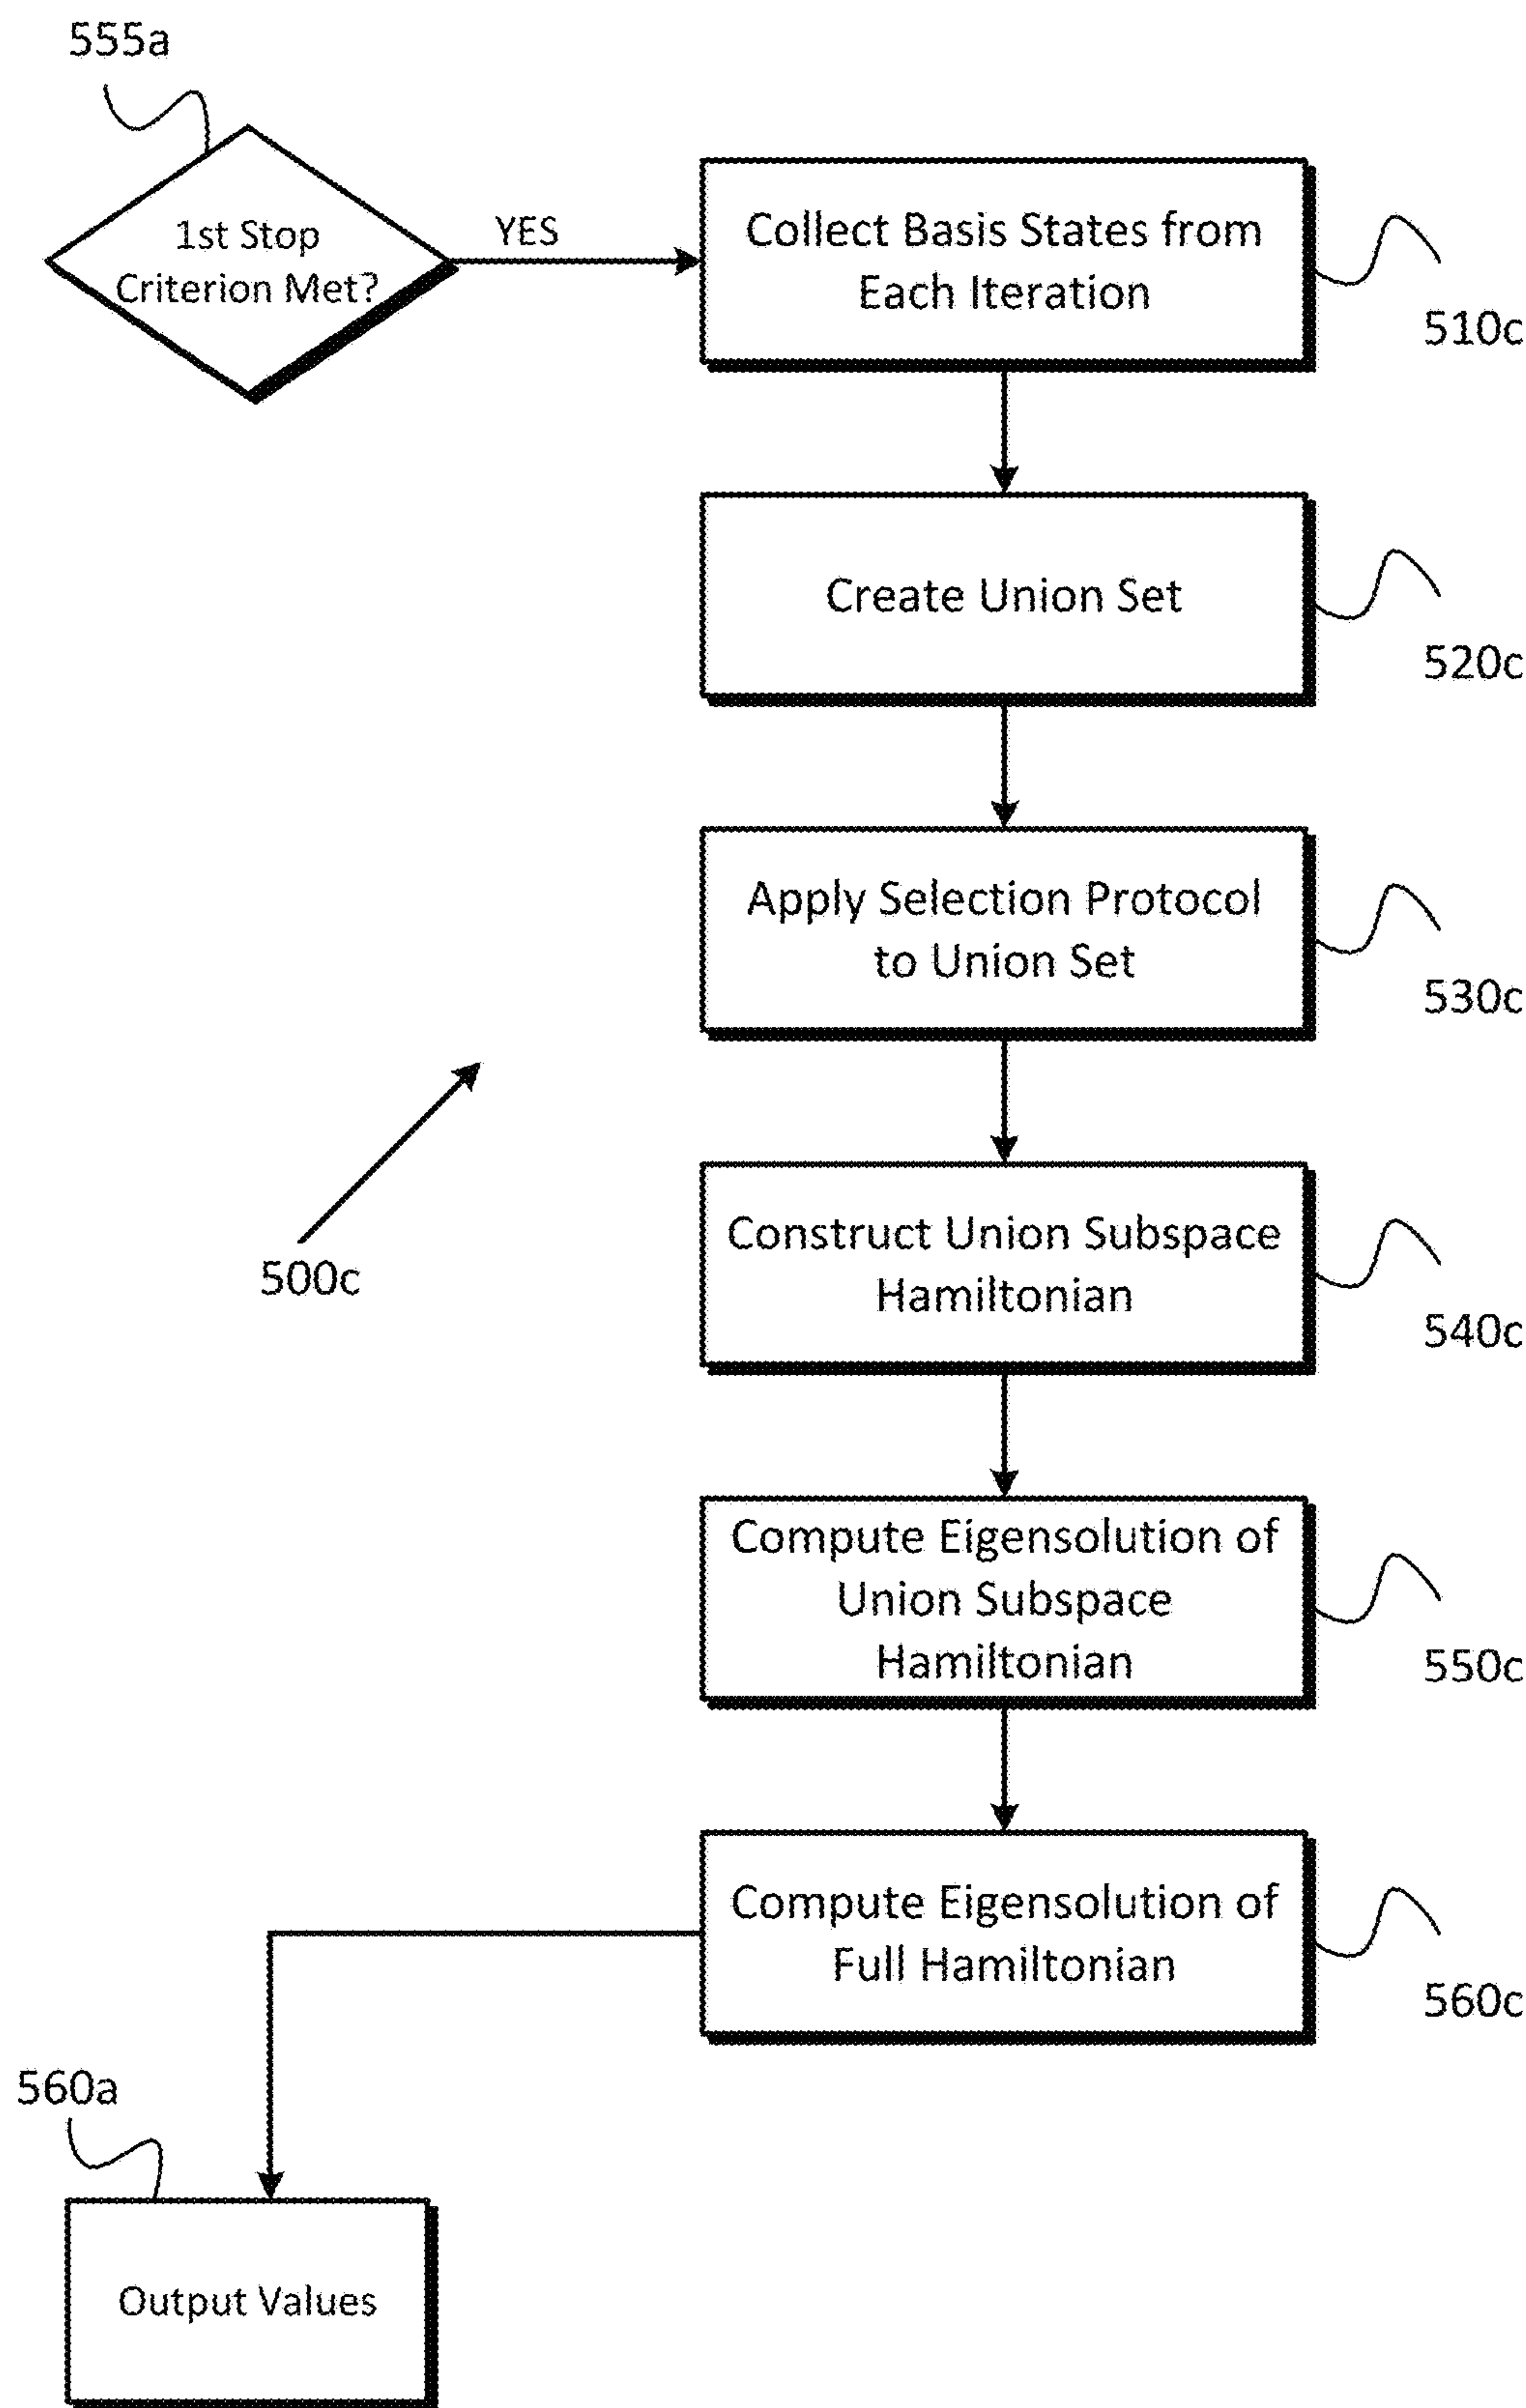 555a
1st Stop
Criterion Met?
YES
Collect Basis States from
Each Iteration
510c
Create Union Set
520c
Apply Selection Protocol
to Union Set
530c
500c
Construct Union Subspace
Hamiltonian
540c
Compute Eigensolution of
Union Subspace
Hamiltonian
550c
Compute Eigensolution of
Full Hamiltonian
560c
560a
Output Values